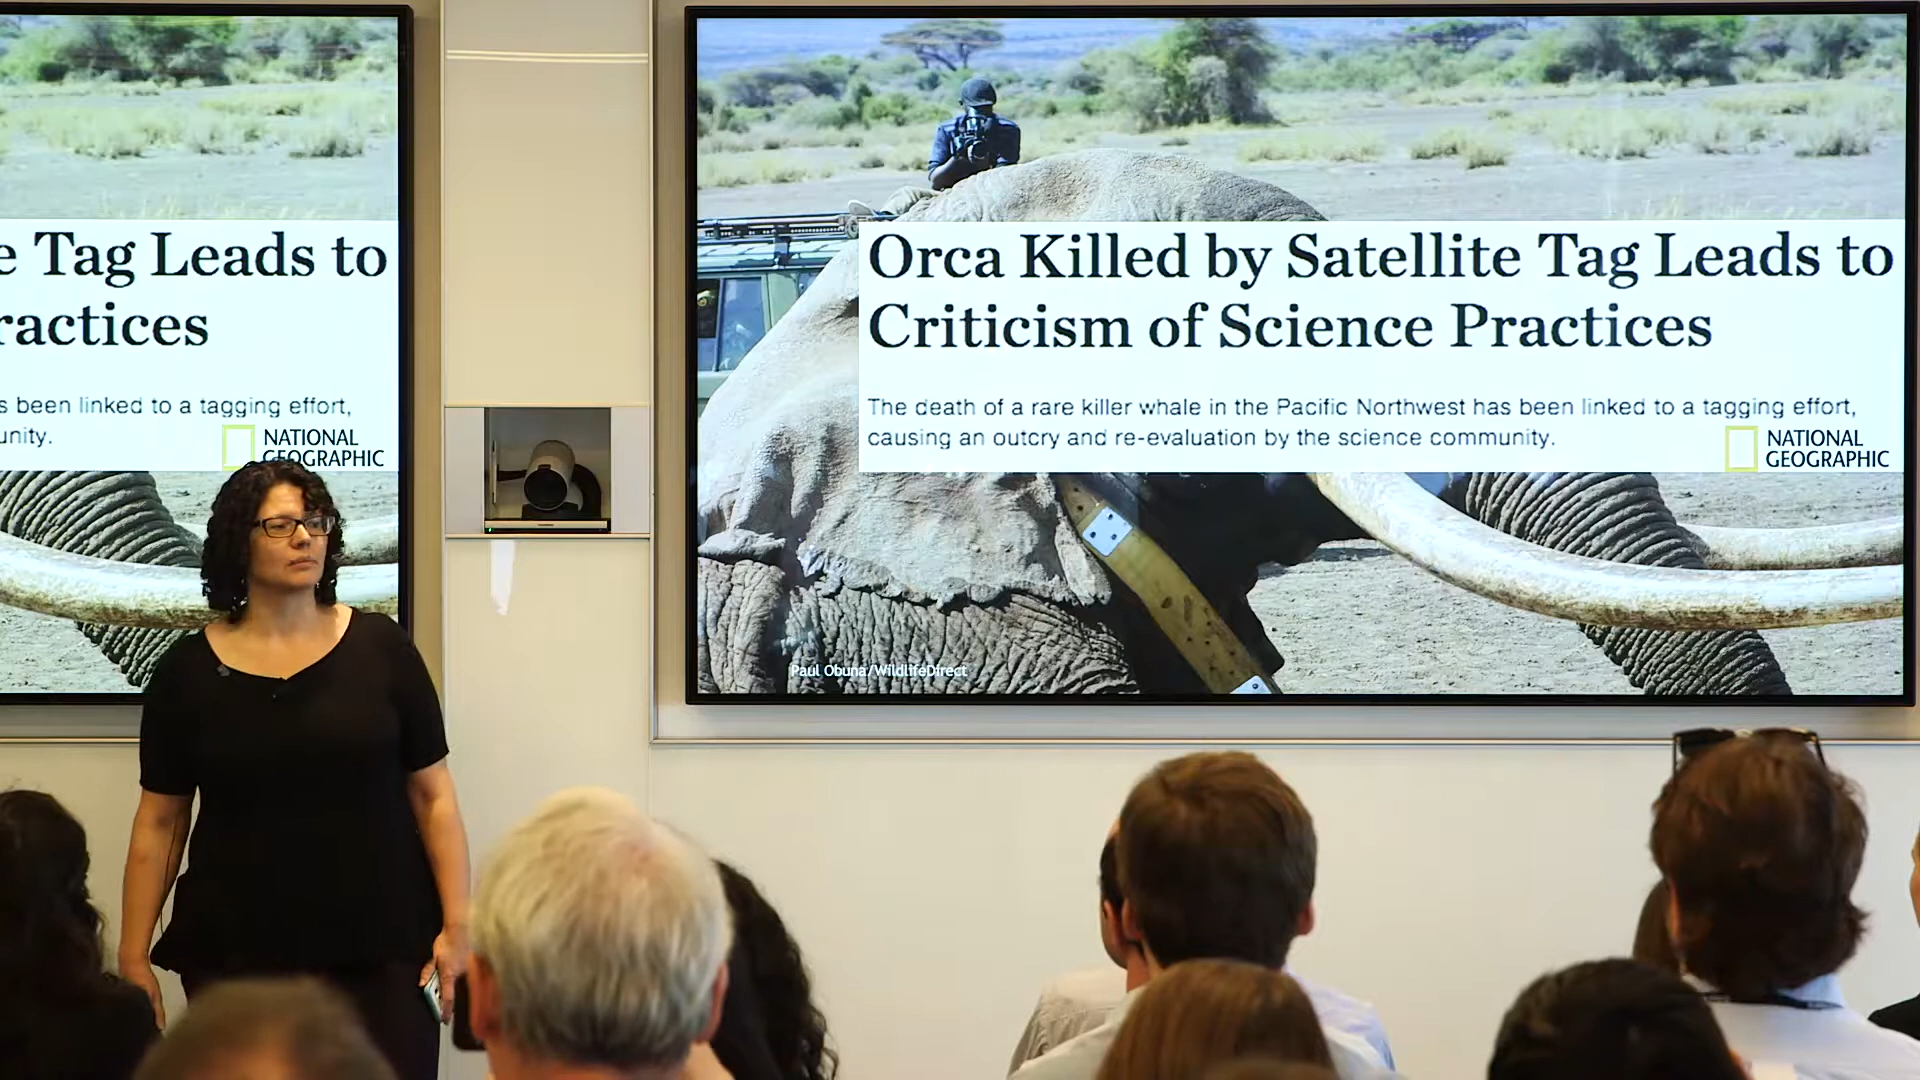 e Tag Leads to
ractices
s been linked to a tagging effort,
unity.
NATIONAL
GEOGRAPHIC
Orca Killed by Satellite Tag Leads to
Criticism of Science Practices
The death of a rare killer whale in the Pacific Northwest has been linked to a tagging effort,
causing an outcry and re-evaluation by the science community.
NATIONAL
GEOGRAPHIC
Paul Obuna/WildlifeDirect